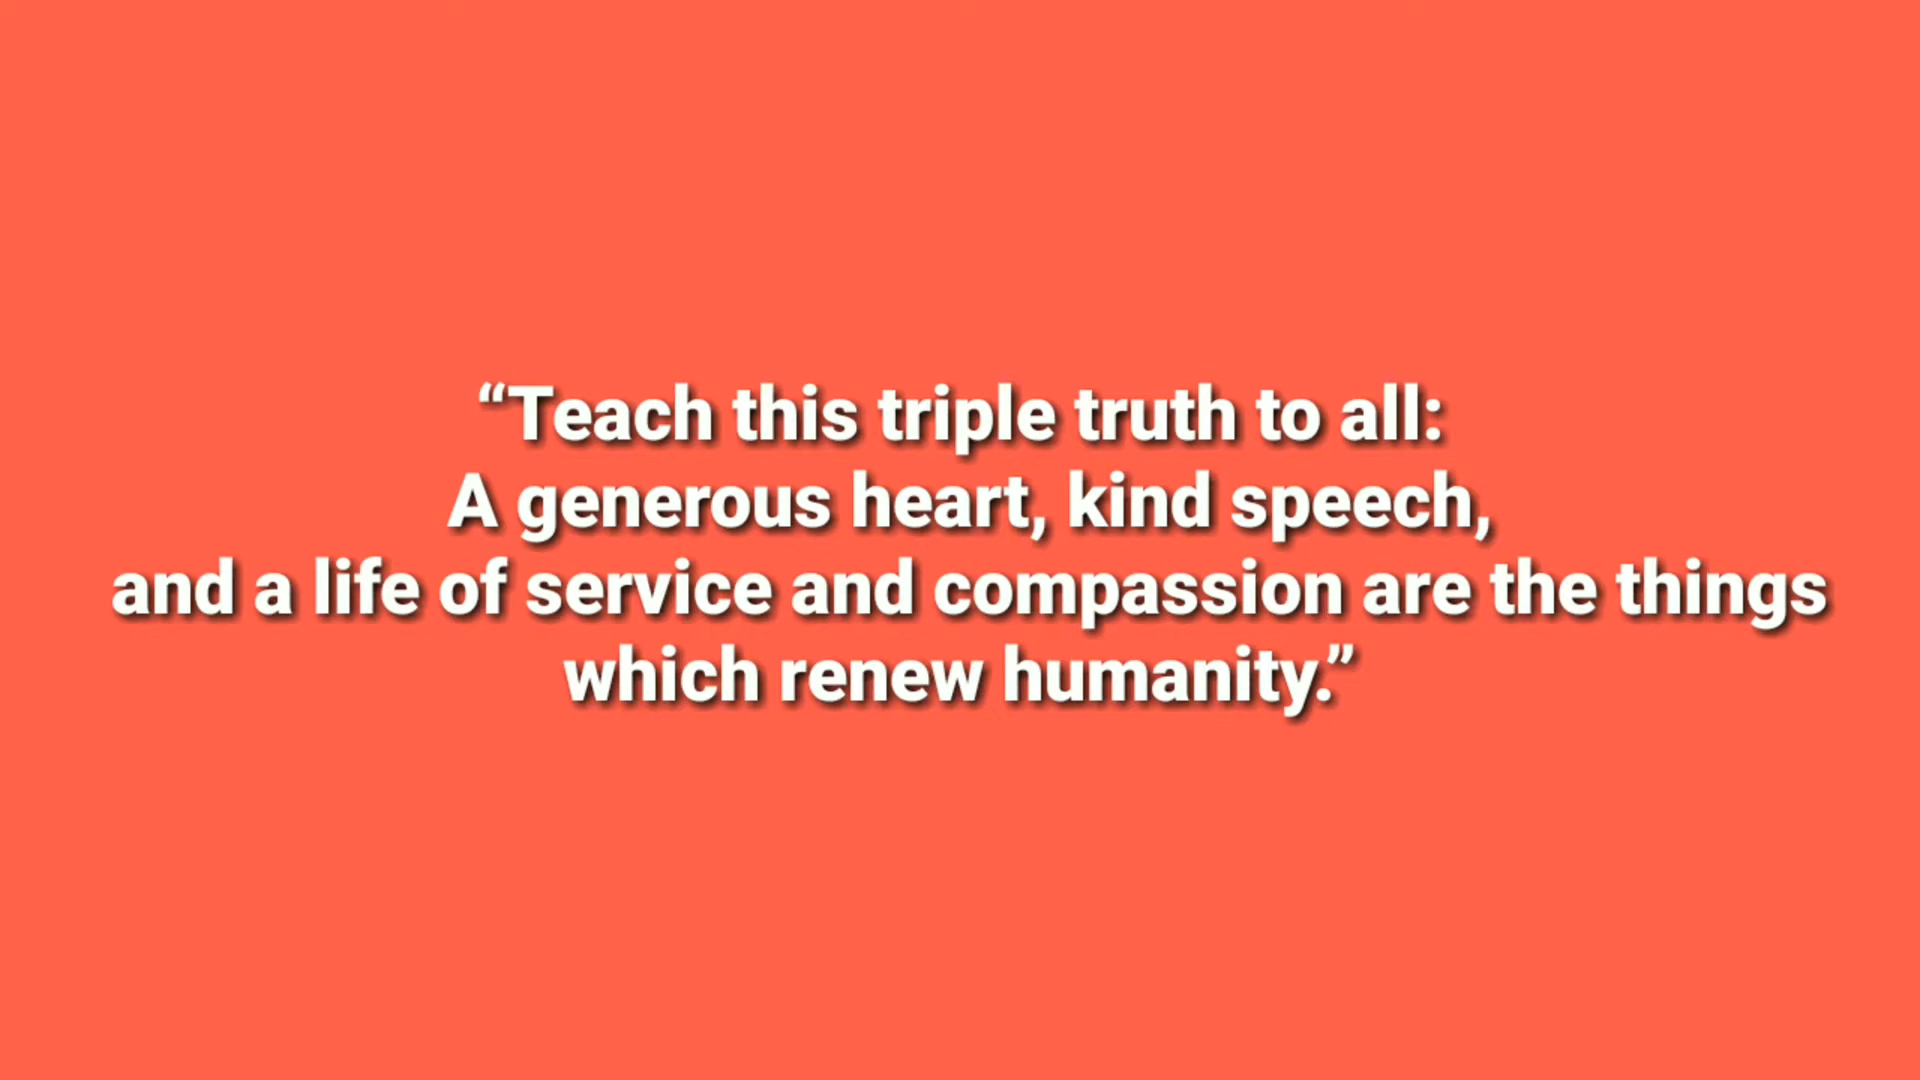 “Teach this triple truth to all:
A generous heart, kind speech,
and a life of service and compassion are the things
which renew humanity.”